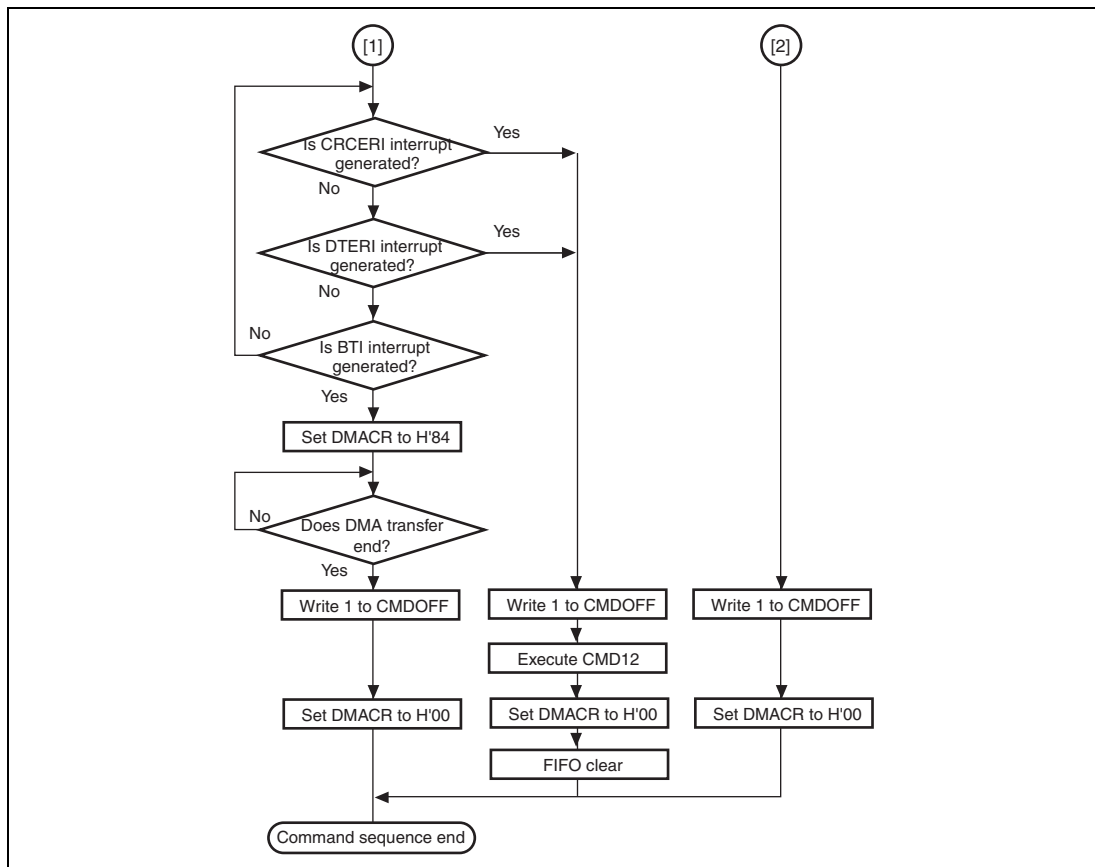 [1]
[2]
Is CRCERI interrupt
generated?
Yes
No
Is DTERI interrupt
generated?
Yes
No
No
Is BTI interrupt
generated?
Yes
Set DMACR to H'84
No
Does DMA transfer
end?
Yes
Write 1 to CMDOFF
Write 1 to CMDOFF
Write 1 to CMDOFF
Execute CMD12
Set DMACR to H'00
Set DMACR to H'00
Set DMACR to H'00
FIFO clear
Command sequence end